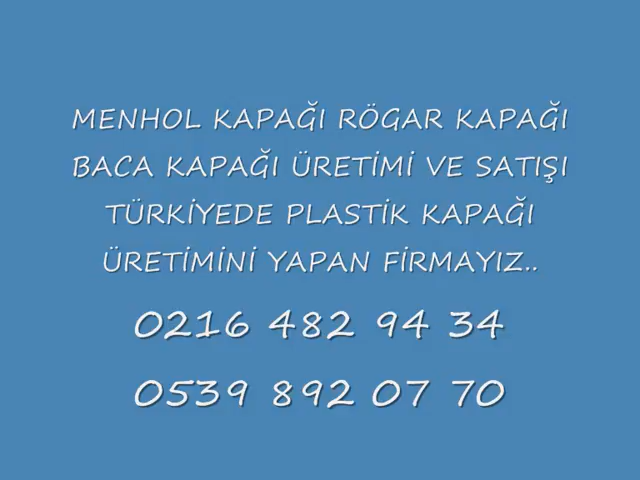 MENHOL KAPAĞI RÖGAR KAPAĞI
BACA KAPAĞI ÜRETİMİ VE SATIŞI
TÜRKİYEDE PLASTİK KAPAĞI
ÜRETİMİNİ YAPAN FİRMAYIZ..
0216 482 94 34
0539 892 07 70